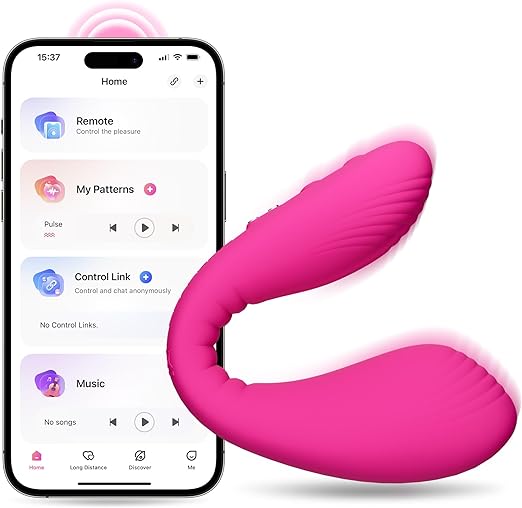 15:37
Home
Remote
Control the pleasure
My Patterns
Pulse
Control Link
Control and chat anonymously
No Control Links.
Music
No songs
Home
Long Distance
Discover
Me